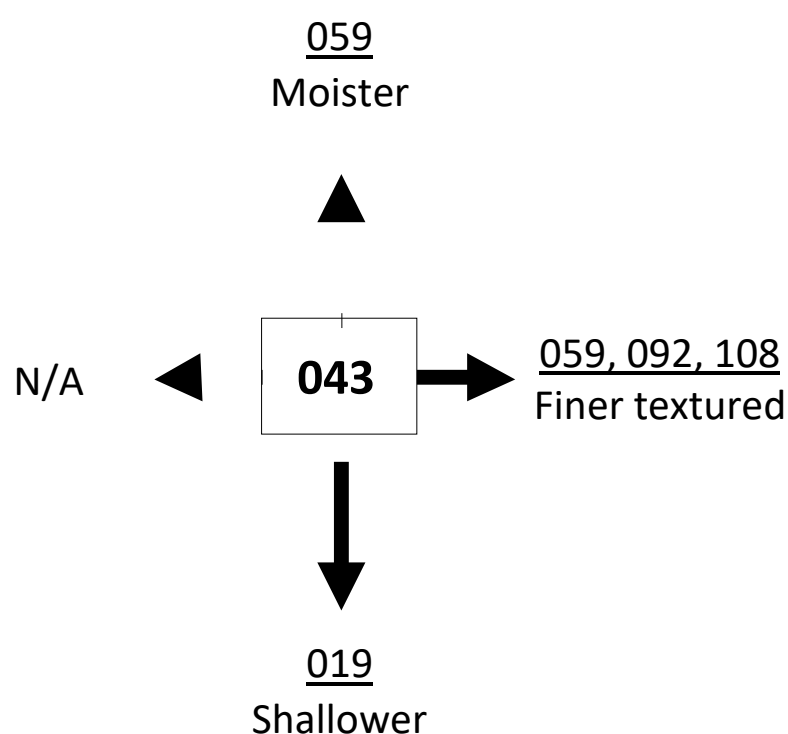 059
Moister
N/A
043
059, 092, 108
Finer textured
019
Shallower